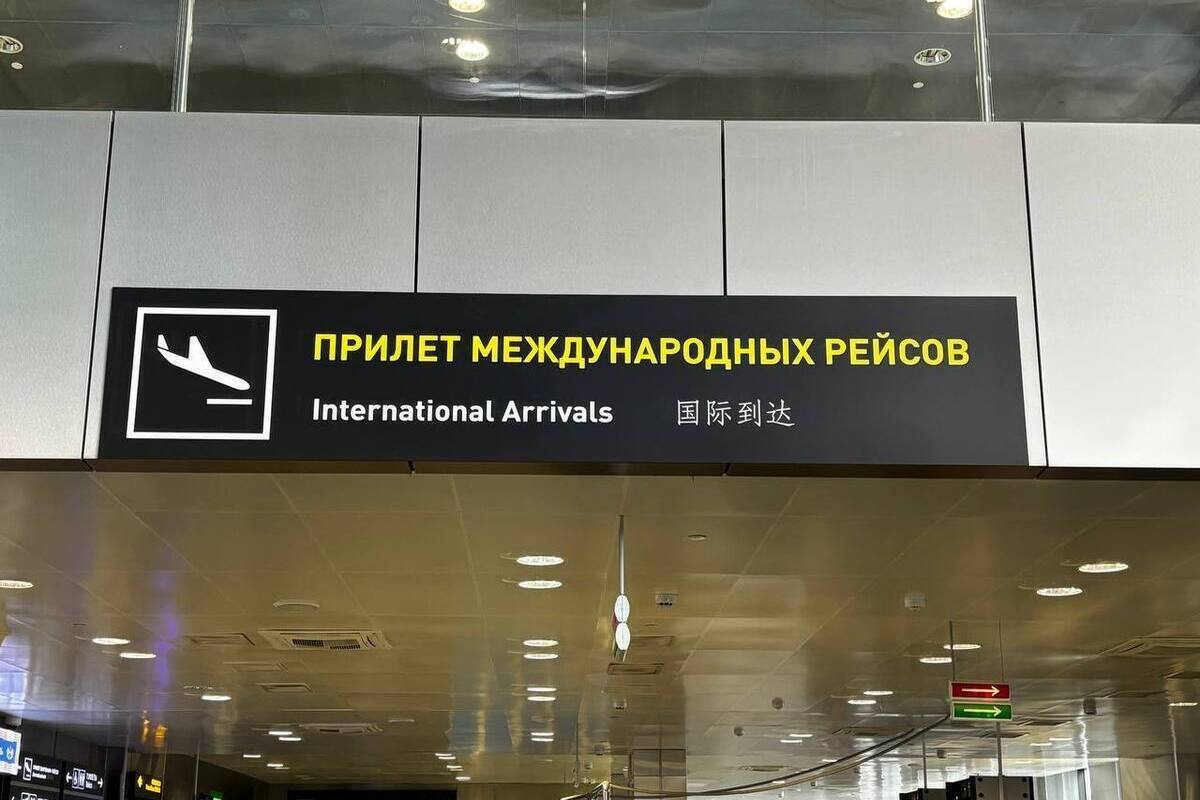 ПРИЛЕТ МЕЖДУНАРОДНЫХ РЕЙСОВ
International Arrivals 国际到达